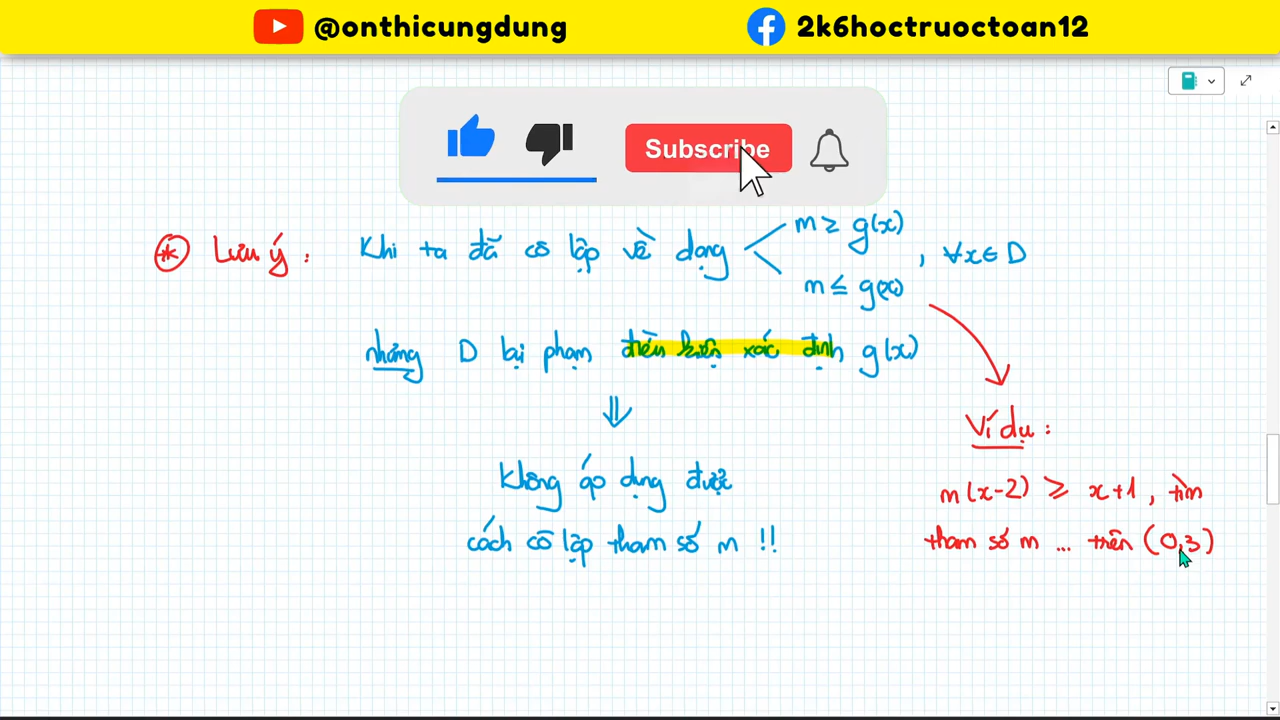 @onthicungdung
2k6hoctruoctoan12
Subscribe
* Lưu ý : Khi ta đã cô lập về dạng m ≥ g(x)
m ≤ g(x) , ∀x ∈ D
nhưng D lại phạm điều kiện xác định g(x)
⇓
Không áp dụng được
cách cô lập tham số m !!
Ví dụ :
m(x-2) ≥ x+1, tìm
tham số m ... trên (0,3)